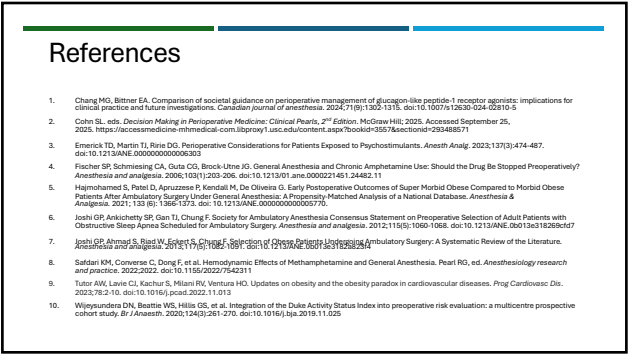 References
1. Chang MG, Bittner EA. Comparison of societal guidance on perioperative management of glucagon-like peptide-1 receptor agonists: implications for
clinical practice and future investigations. Canadian journal of anesthesia. 2024;71(9):1302-1315. doi:10.1007/s12630-024-02810-5
2. Cohn SL. eds. Decision Making in Perioperative Medicine: Clinical Pearls, 2nd Edition. McGraw Hill; 2025. Accessed September 25,
2025. https://accessmedicine-mhmedical-com.libproxy1.usc.edu/content.aspx?bookid=3557&sectionid=293488571
3. Emerick TD, Martin TJ, Ririe DG. Perioperative Considerations for Patients Exposed to Psychostimulants. Anesth Analg. 2023;137(3):474-487.
doi:10.1213/ANE.0000000000006303
4. Fischer SP, Schmiesing CA, Guta CG, Brock-Utne JG. General Anesthesia and Chronic Amphetamine Use: Should the Drug Be Stopped Preoperatively?
Anesthesia and analgesia. 2006;103(1):203-206. doi:10.1213/01.ane.0000221451.24482.11
5. Hajmohamed S, Patel D, Apruzzese P, Kendall M, De Oliveira G. Early Postoperative Outcomes of Super Morbid Obese Compared to Morbid Obese
Patients After Ambulatory Surgery Under General Anesthesia: A Propensity-Matched Analysis of a National Database. Anesthesia &
Analgesia. 2021; 133 (6): 1366-1373. doi: 10.1213/ANE.0000000000005770.
6. Joshi GP, Ankichetty SP, Gan TJ, Chung F. Society for Ambulatory Anesthesia Consensus Statement on Preoperative Selection of Adult Patients with
Obstructive Sleep Apnea Scheduled for Ambulatory Surgery. Anesthesia and analgesia. 2012;115(5):1060-1068. doi:10.1213/ANE.0b013e318269cfd7
7. Joshi GP, Ahmad S, Riad W, Eckert S, Chung F. Selection of Obese Patients Undergoing Ambulatory Surgery: A Systematic Review of the Literature.
Anesthesia and analgesia. 2013;117(5):1082-1091. doi:10.1213/ANE.0b013e3182a823f4
8. Safdari KM, Converse C, Dong F, et al. Hemodynamic Effects of Methamphetamine and General Anesthesia. Pearl RG, ed. Anesthesiology research
and practice. 2022;2022. doi:10.1155/2022/7542311
9. Tutor AW, Lavie CJ, Kachur S, Milani RV, Ventura HO. Updates on obesity and the obesity paradox in cardiovascular diseases. Prog Cardiovasc Dis.
2023;78:2-10. doi:10.1016/j.pcad.2022.11.013
10. Wijeysundera DN, Beattie WS, Hillis GS, et al. Integration of the Duke Activity Status Index into preoperative risk evaluation: a multicentre prospective
cohort study. Br J Anaesth. 2020;124(3):261-270. doi:10.1016/j.bja.2019.11.025